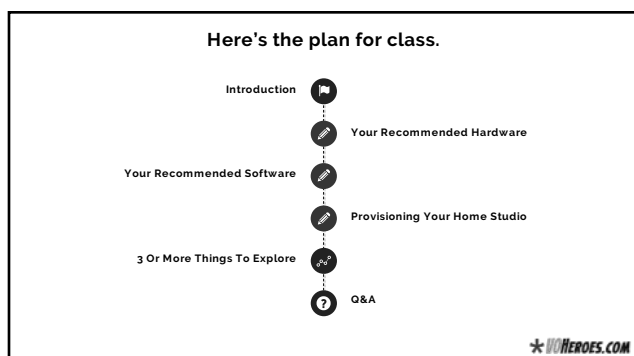 Here's the plan for class.
Introduction
Your Recommended Hardware
Your Recommended Software
Provisioning Your Home Studio
3 Or More Things To Explore
?
Q&A
VOHEROES.COM